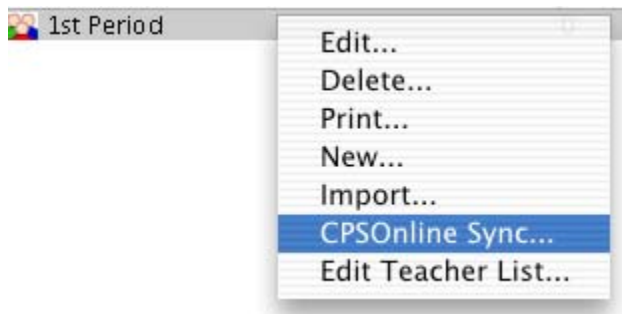 1st Period
Edit...
Delete...
Print...
New...
Import...
CPSOnline Sync...
Edit Teacher List...